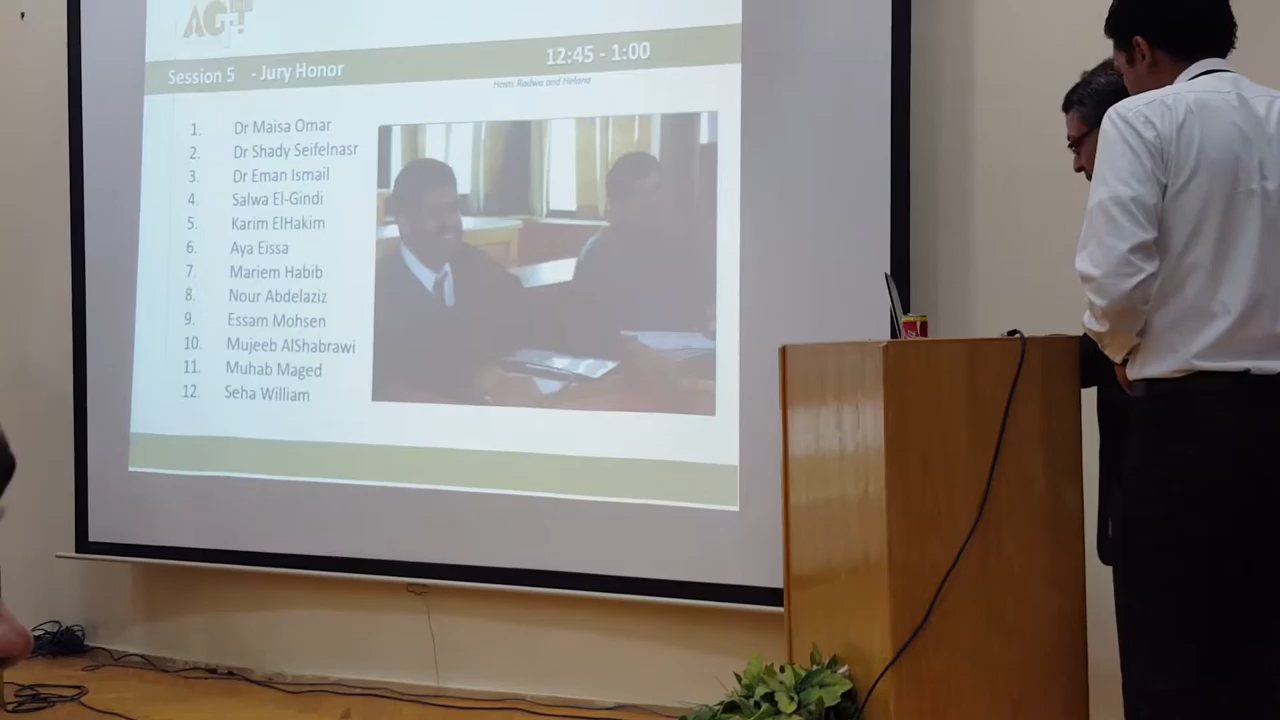 AGT
Session 5 - Jury Honor
12:45 - 1:00
Hosts Radwa and Helana
1. Dr Maisa Omar
2. Dr Shady Seifelnasr
3. Dr Eman Ismail
4. Salwa El-Gindi
5. Karim ElHakim
6. Aya Eissa
7. Mariem Habib
8. Nour Abdelaziz
9. Essam Mohsen
10. Mujeeb AlShabrawi
11. Muhab Maged
12. Seha William